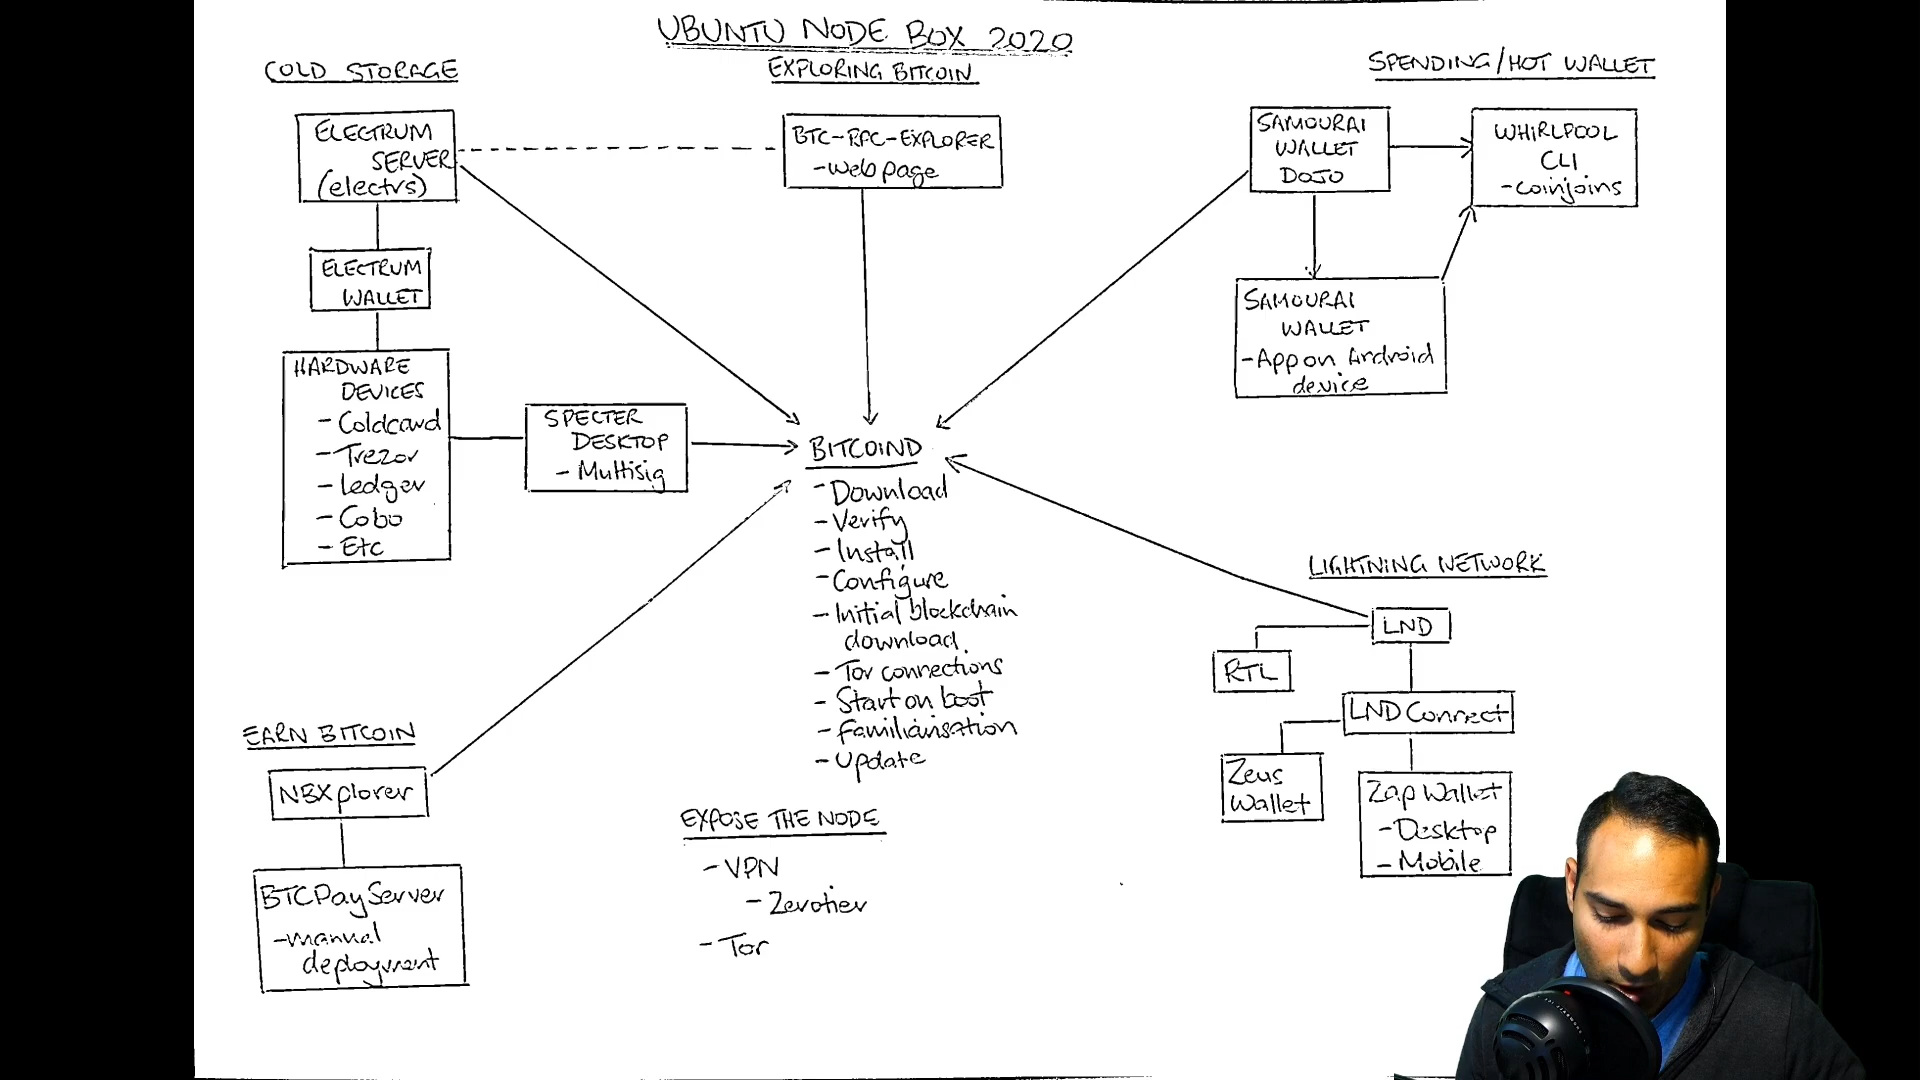 UBUNTU NODE BOX 2020
COLD STORAGE
ELECTRUM
SERVER
(electrs)
ELECTRUM
WALLET
HARDWARE
DEVICES
- Coldcard
- Trezor
- Ledger
- Cobo
- Etc
SPECTER
DESKTOP
- Multisig
EXPLORING BITCOIN
BTC-RPC-EXPLORER
- Web page
SPENDING/HOT WALLET
SAMOURAI
WALLET
DOJO
WHIRLPOOL
CLI
- coinjoins
SAMOURAI
WALLET
- App on Android
device
BITCOIND
- Download
- Verify
- Install
- Configure
- Initial blockchain
download
- Tor connections
- Start on boot
- Familiarisation
- Update
LIGHTNING NETWORK
LND
RTL
LND Connect
Zeus
Wallet
Zap Wallet
- Desktop
- Mobile
EARN BITCOIN
NBXplorer
BTCPay Server
- manual
deployment
EXPOSE THE NODE
- VPN
- Zerotier
- Tor